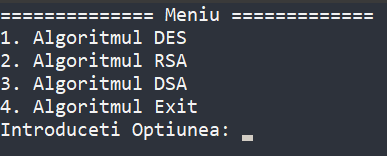 ============== Meniu =============
1. Algoritmul DES
2. Algoritmul RSA
3. Algoritmul DSA
4. Algoritmul Exit
Introduceti Optiunea: _